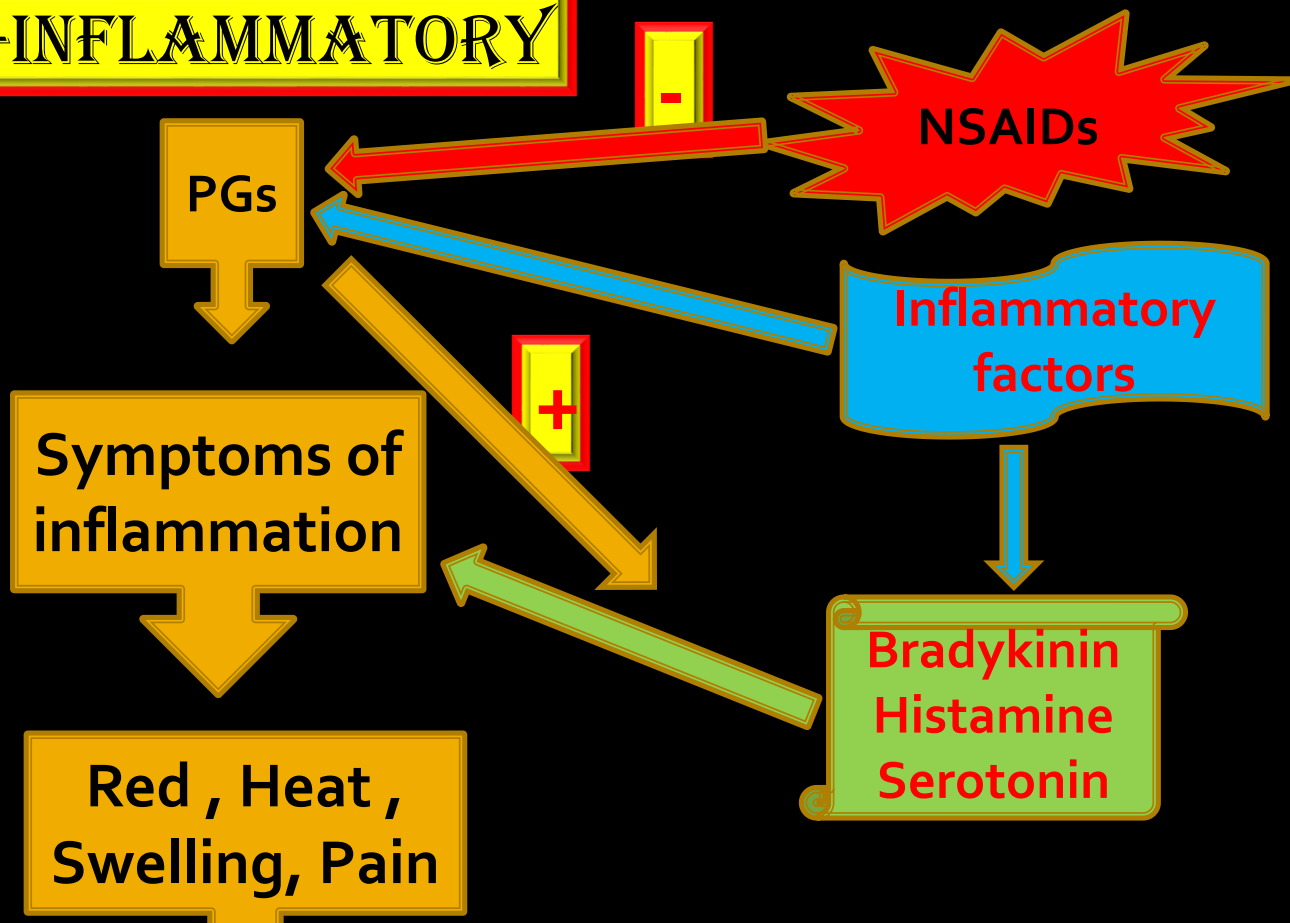 -INFLAMMATORY
-
NSAIDs
PGs
Inflammatory
factors
+
Symptoms of
inflammation
Bradykinin
Histamine
Serotonin
Red , Heat ,
Swelling, Pain